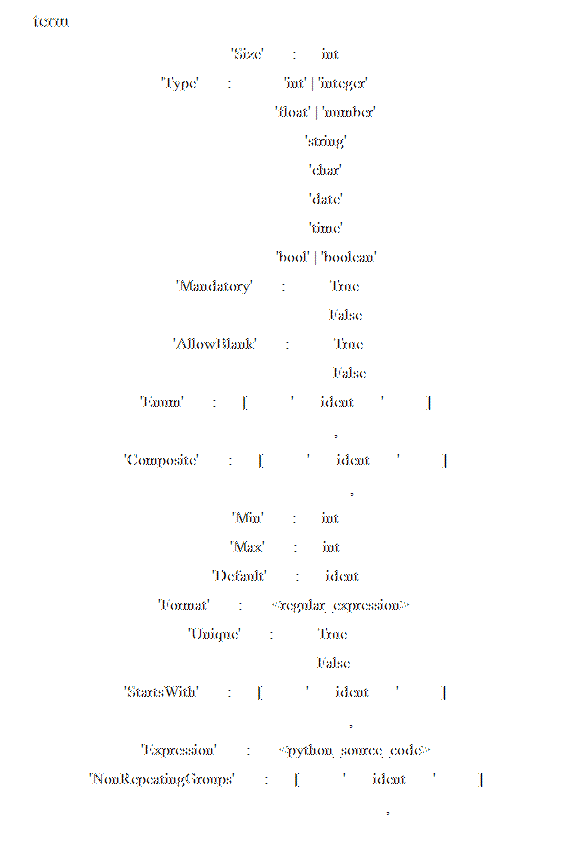 term
'Size' : int
'Type' : 'int' | 'integer'
'float' | 'number'
'string'
'char'
'date'
'time'
'bool' | 'boolean'
'Mandatory' : True
False
'AllowBlank' : True
False
'Enum' : [ ' ident ' ]
,
'Composite' : [ ' ident ' ]
,
'Min' : int
'Max' : int
'Default' : ident
'Format' : <regular_expression>
'Unique' : True
False
'StartsWith' : [ ' ident ' ]
,
'Expression' : <python_source_code>
'NonRepeatingGroups' : [ ' ident ' ]
,